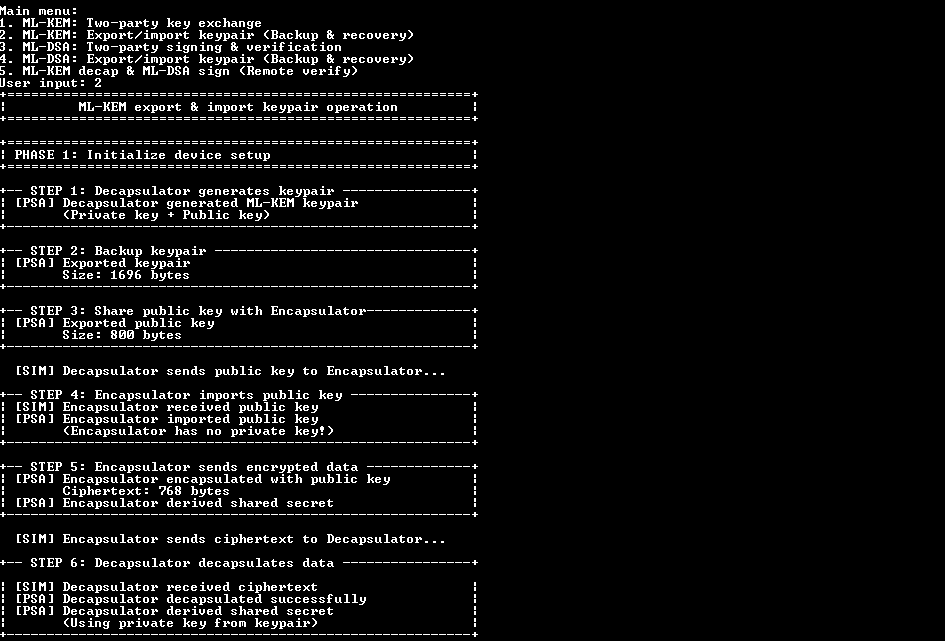 Main menu:
1. ML-KEM: Two-party key exchange
2. ML-KEM: Export/import keypair (Backup & recovery)
3. ML-DSA: Two-party signing & verification
4. ML-DSA: Export/import keypair (Backup & recovery)
5. ML-KEM decap & ML-DSA sign (Remote verify)
User input: 2
+===========================================================+
¦         ML-KEM export & import keypair operation          ¦
+===========================================================+

+===========================================================+
¦ PHASE 1: Initialize device setup                          ¦
+===========================================================+

+-- STEP 1: Decapsulator generates keypair -----------------+
¦ [PSA] Decapsulator generated ML-KEM keypair               ¦
¦       (Private key + Public key)                          ¦
+-----------------------------------------------------------+

+-- STEP 2: Backup keypair ---------------------------------+
¦ [PSA] Exported keypair                                    ¦
¦       Size: 1696 bytes                                    ¦
+-----------------------------------------------------------+

+-- STEP 3: Share public key with Encapsulator--------------+
¦ [PSA] Exported public key                                 ¦
¦       Size: 800 bytes                                     ¦
+-----------------------------------------------------------+

  [SIM] Decapsulator sends public key to Encapsulator...

+-- STEP 4: Encapsulator imports public key ----------------+
¦ [SIM] Encapsulator received public key                    ¦
¦ [PSA] Encapsulator imported public key                    ¦
¦       (Encapsulator has no private key!)                  ¦
+-----------------------------------------------------------+

+-- STEP 5: Encapsulator sends encrypted data --------------+
¦ [PSA] Encapsulator encapsulated with public key           ¦
¦       Ciphertext: 768 bytes                               ¦
¦ [PSA] Encapsulator derived shared secret                  ¦
+-----------------------------------------------------------+

  [SIM] Encapsulator sends ciphertext to Decapsulator...

+-- STEP 6: Decapsulator decapsulates data -----------------+

¦ [SIM] Decapsulator received ciphertext                    ¦
¦ [PSA] Decapsulator decapsulated successfully              ¦
¦ [PSA] Decapsulator derived shared secret                  ¦
¦       (Using private key from keypair)                    ¦
+-----------------------------------------------------------+